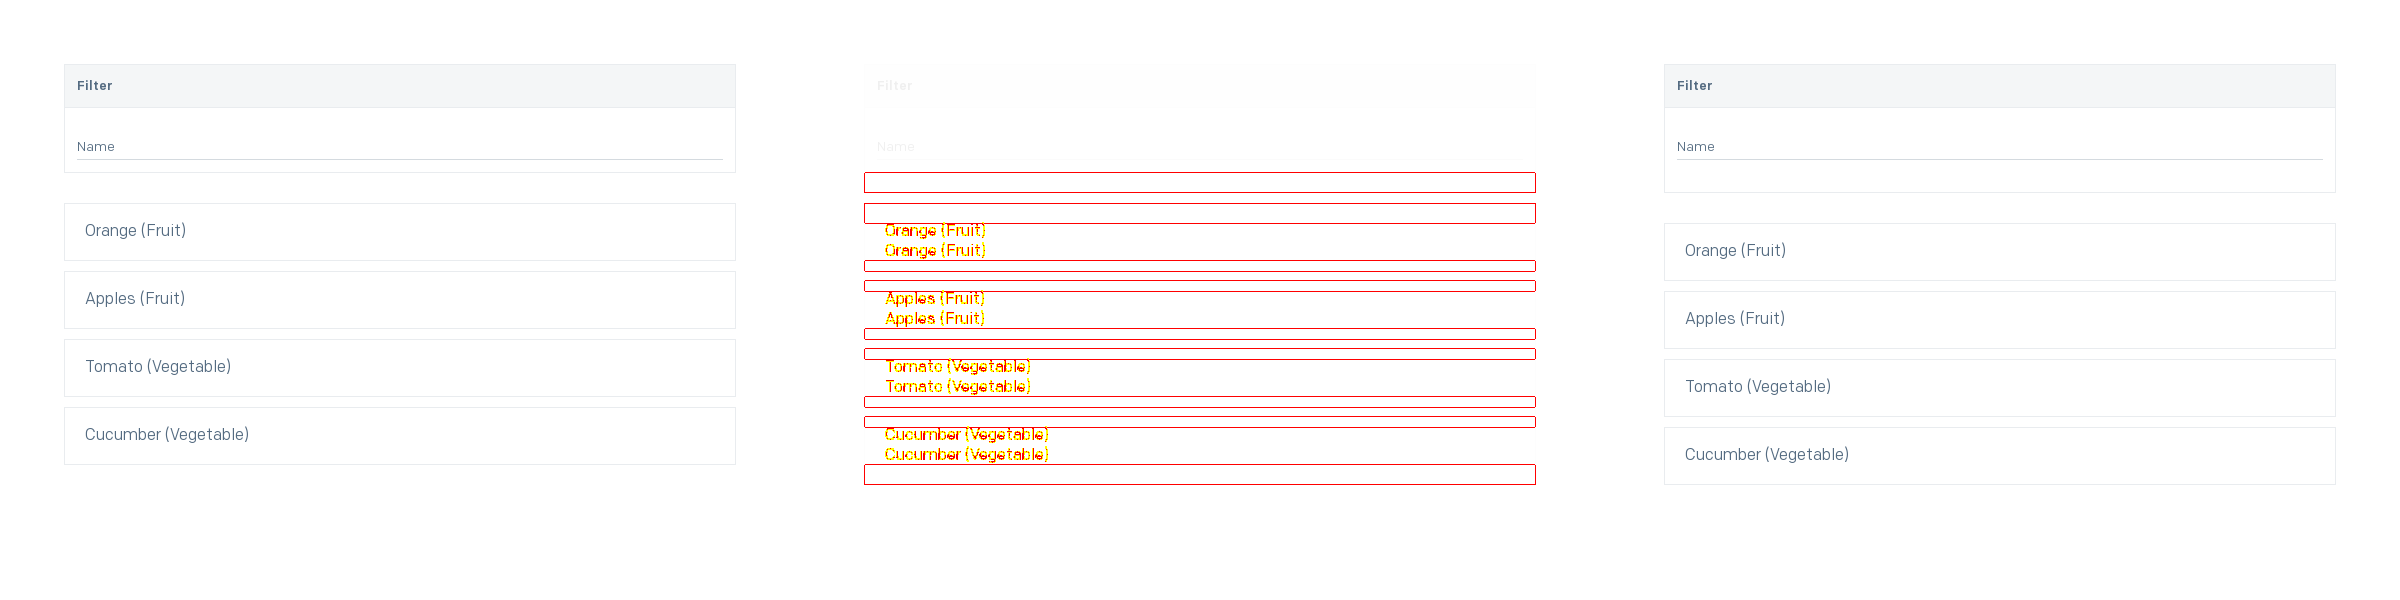 Filter
Name
Orange (Fruit)
Apples (Fruit)
Tomato (Vegetable)
Cucumber (Vegetable)
Filter
Name
Orange (Fruit)
Orange (Fruit)
Apples (Fruit)
Apples (Fruit)
Tomato (Vegetable)
Tomato (Vegetable)
Cucumber (Vegetable)
Cucumber (Vegetable)
Filter
Name
Orange (Fruit)
Apples (Fruit)
Tomato (Vegetable)
Cucumber (Vegetable)